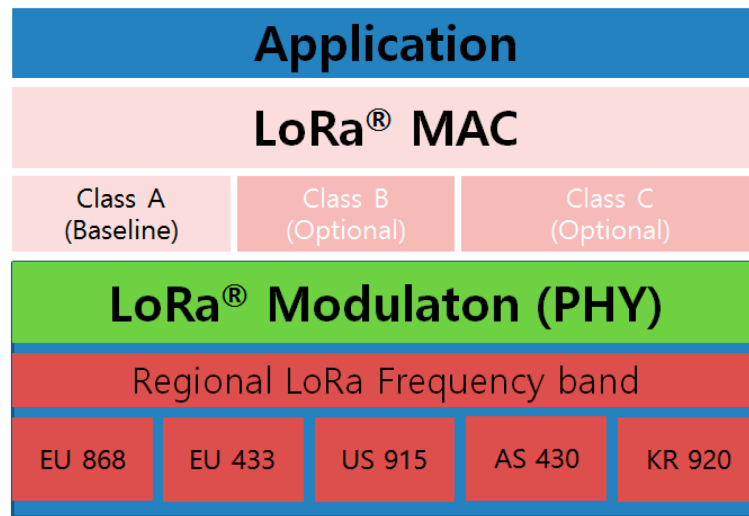 Application
LoRa® MAC
Class A
(Baseline)
Class B
(Optional)
Class C
(Optional)
LoRa® Modulaton (PHY)
Regional LoRa Frequency band
EU 868
EU 433
US 915
AS 430
KR 920